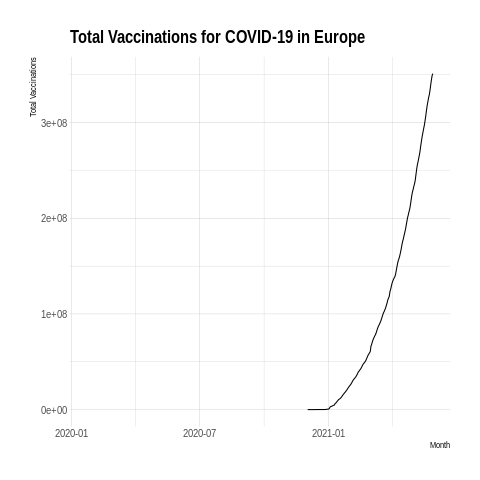 Total Vaccinations for COVID-19 in Europe
Total Vaccinations
3e+08
2e+08
1e+08
0e+00
2020-01 2020-07 2021-01
Month